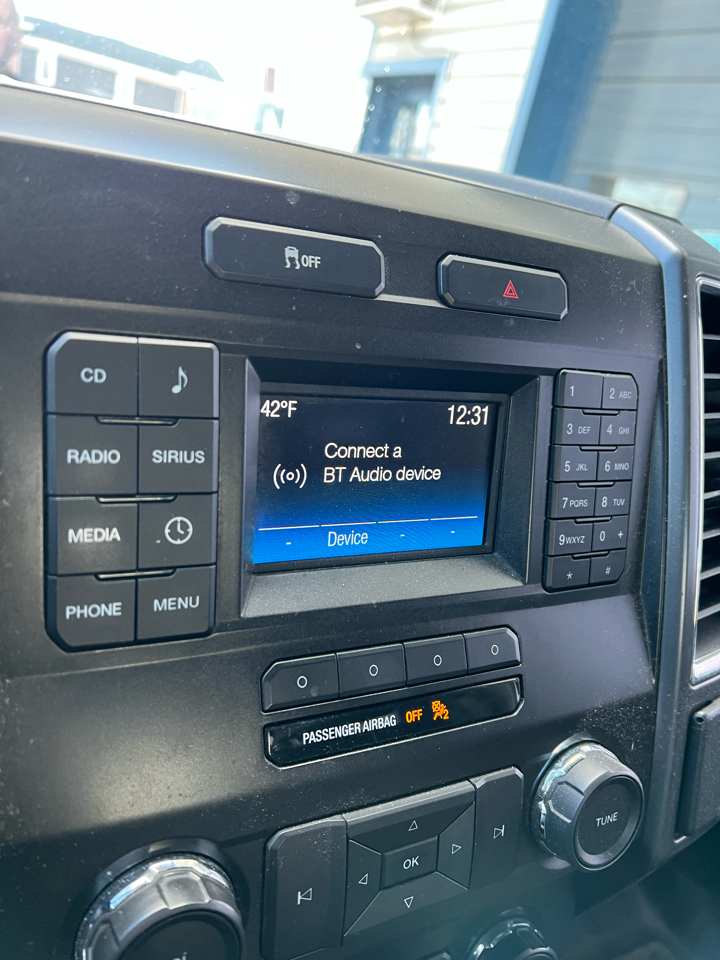 OFF
CD
RADIO SIRIUS
MEDIA
PHONE MENU
42°F 12:31
Connect a
BT Audio device
- Device - -
1 2 ABC
3 DEF 4 GHI
5 JKL 6 MNO
7 PQRS 8 TUV
9 WXYZ 0 +
* #
PASSENGER AIRBAG OFF 2
OK
TUNE